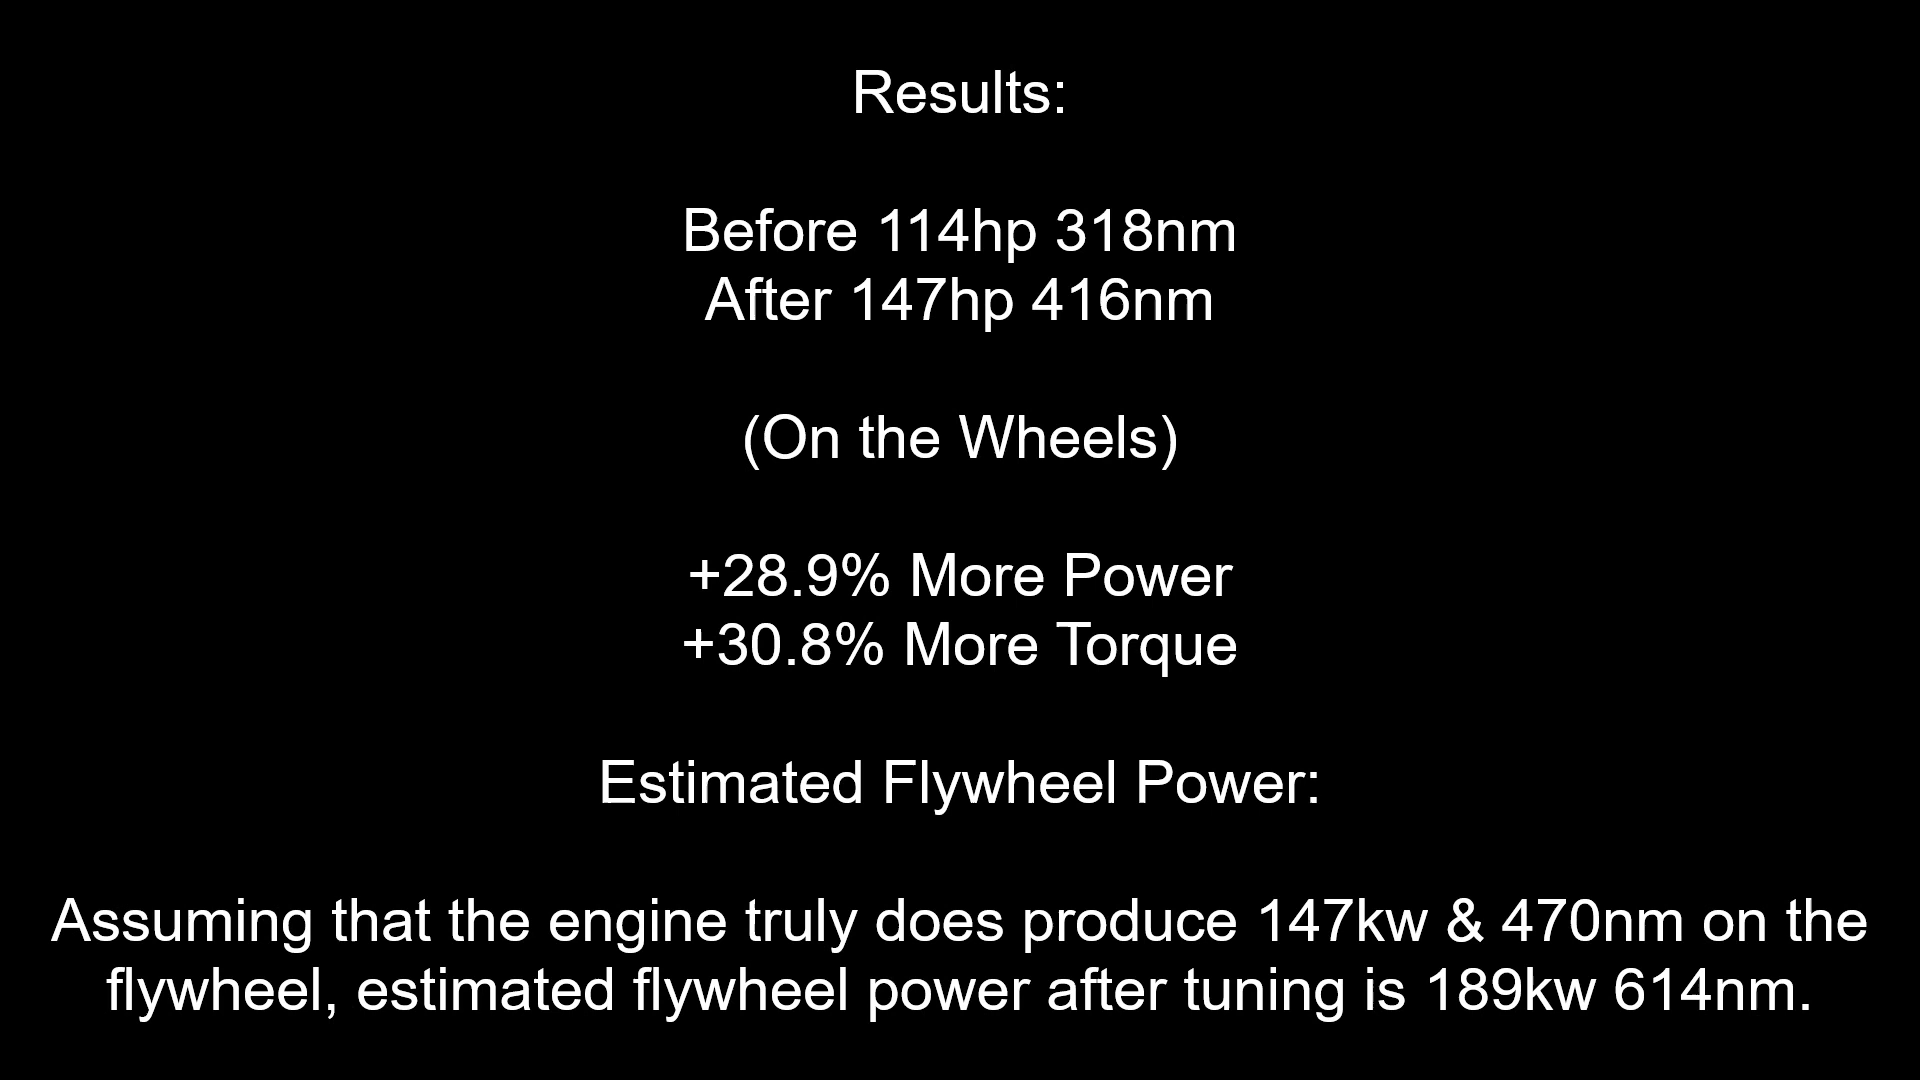 Results:
Before 114hp 318nm
After 147hp 416nm
(On the Wheels)
+28.9% More Power
+30.8% More Torque
Estimated Flywheel Power:
Assuming that the engine truly does produce 147kw & 470nm on the
flywheel, estimated flywheel power after tuning is 189kw 614nm.